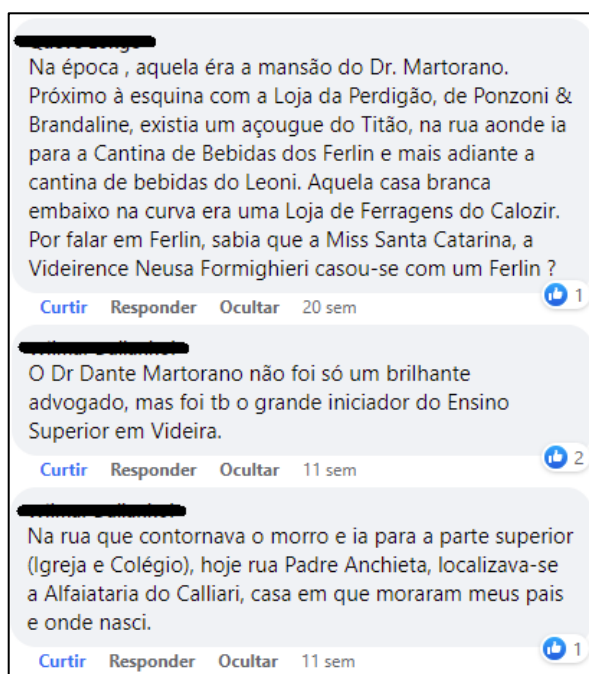 Na época , aquela éra a mansão do Dr. Martorano.
Próximo à esquina com a Loja da Perdigão, de Ponzoni &
Brandaline, existia um açougue do Titão, na rua aonde ia
para a Cantina de Bebidas dos Ferlin e mais adiante a
cantina de bebidas do Leoni. Aquela casa branca
embaixo na curva era uma Loja de Ferragens do Calozir.
Por falar em Ferlin, sabia que a Miss Santa Catarina, a
Videirence Neusa Formighieri casou-se com um Ferlin ?
1
Curtir Responder Ocultar 20 sem
O Dr Dante Martorano não foi só um brilhante
advogado, mas foi tb o grande iniciador do Ensino
Superior em Videira.
2
Curtir Responder Ocultar 11 sem
Na rua que contornava o morro e ia para a parte superior
(Igreja e Colégio), hoje rua Padre Anchieta, localizava-se
a Alfaiataria do Calliari, casa em que moraram meus pais
e onde nasci.
1
Curtir Responder Ocultar 11 sem